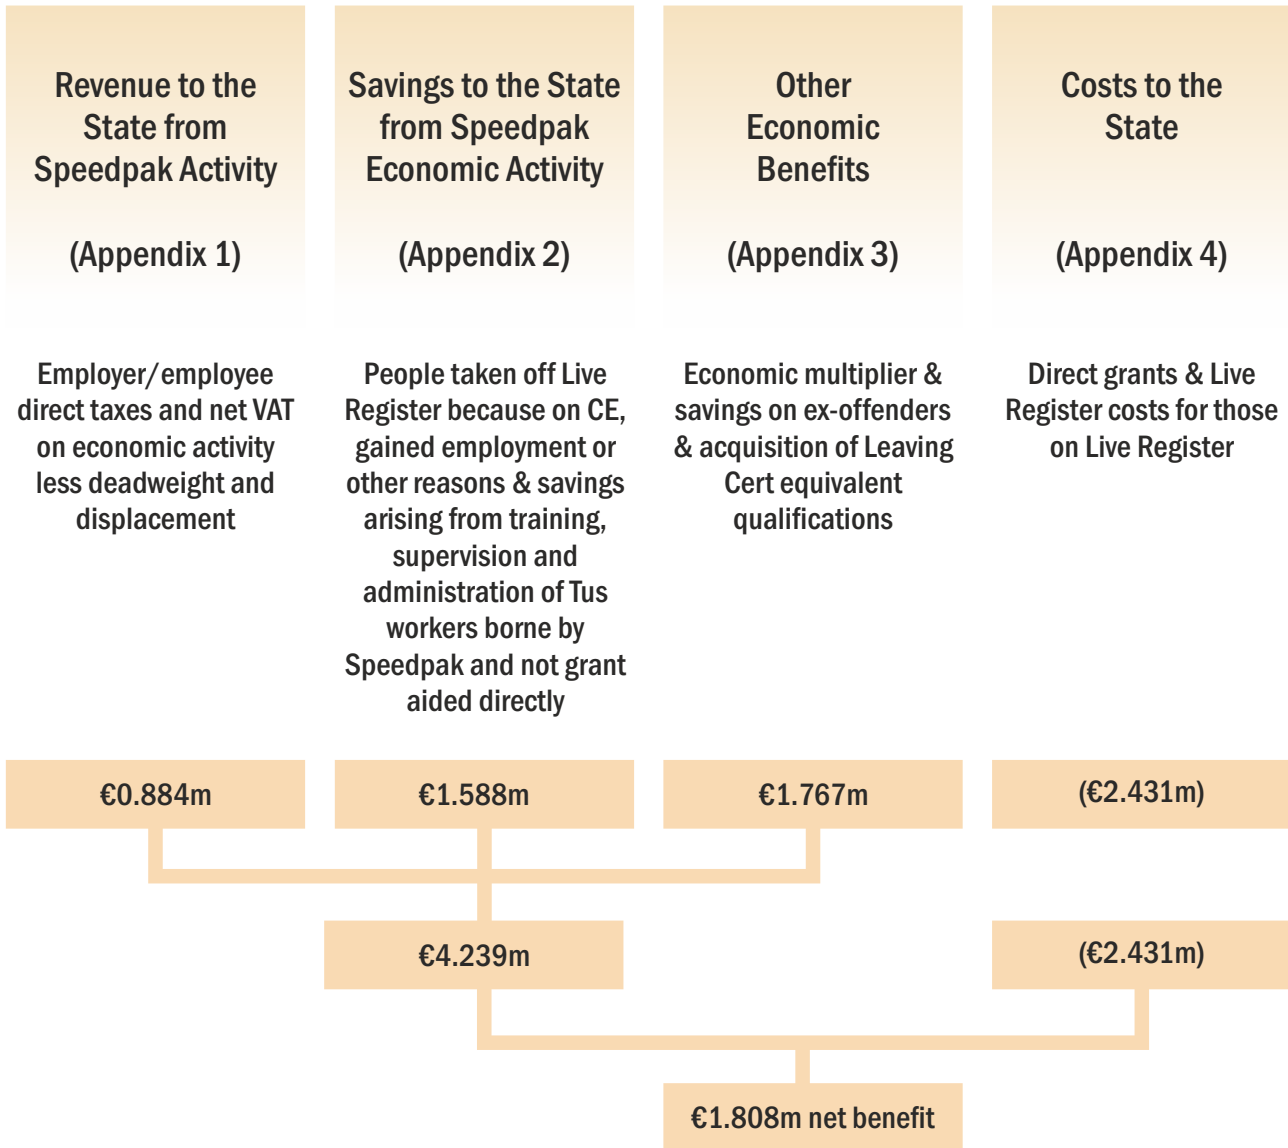 Revenue to the
State from
Speedpak Activity
(Appendix 1)
Savings to the State
from Speedpak
Economic Activity
(Appendix 2)
Other
Economic
Benefits
(Appendix 3)
Costs to the
State
(Appendix 4)
Employer/employee
direct taxes and net VAT
on economic activity
less deadweight and
displacement
People taken off Live
Register because on CE,
gained employment or
other reasons & savings
arising from training,
supervision and
administration of Tus
workers borne by
Speedpak and not grant
aided directly
Economic multiplier &
savings on ex-offenders
& acquisition of Leaving
Cert equivalent
qualifications
Direct grants & Live
Register costs for those
on Live Register
€0.884m
€1.588m
€1.767m
(€2.431m)
€4.239m
(€2.431m)
€1.808m net benefit